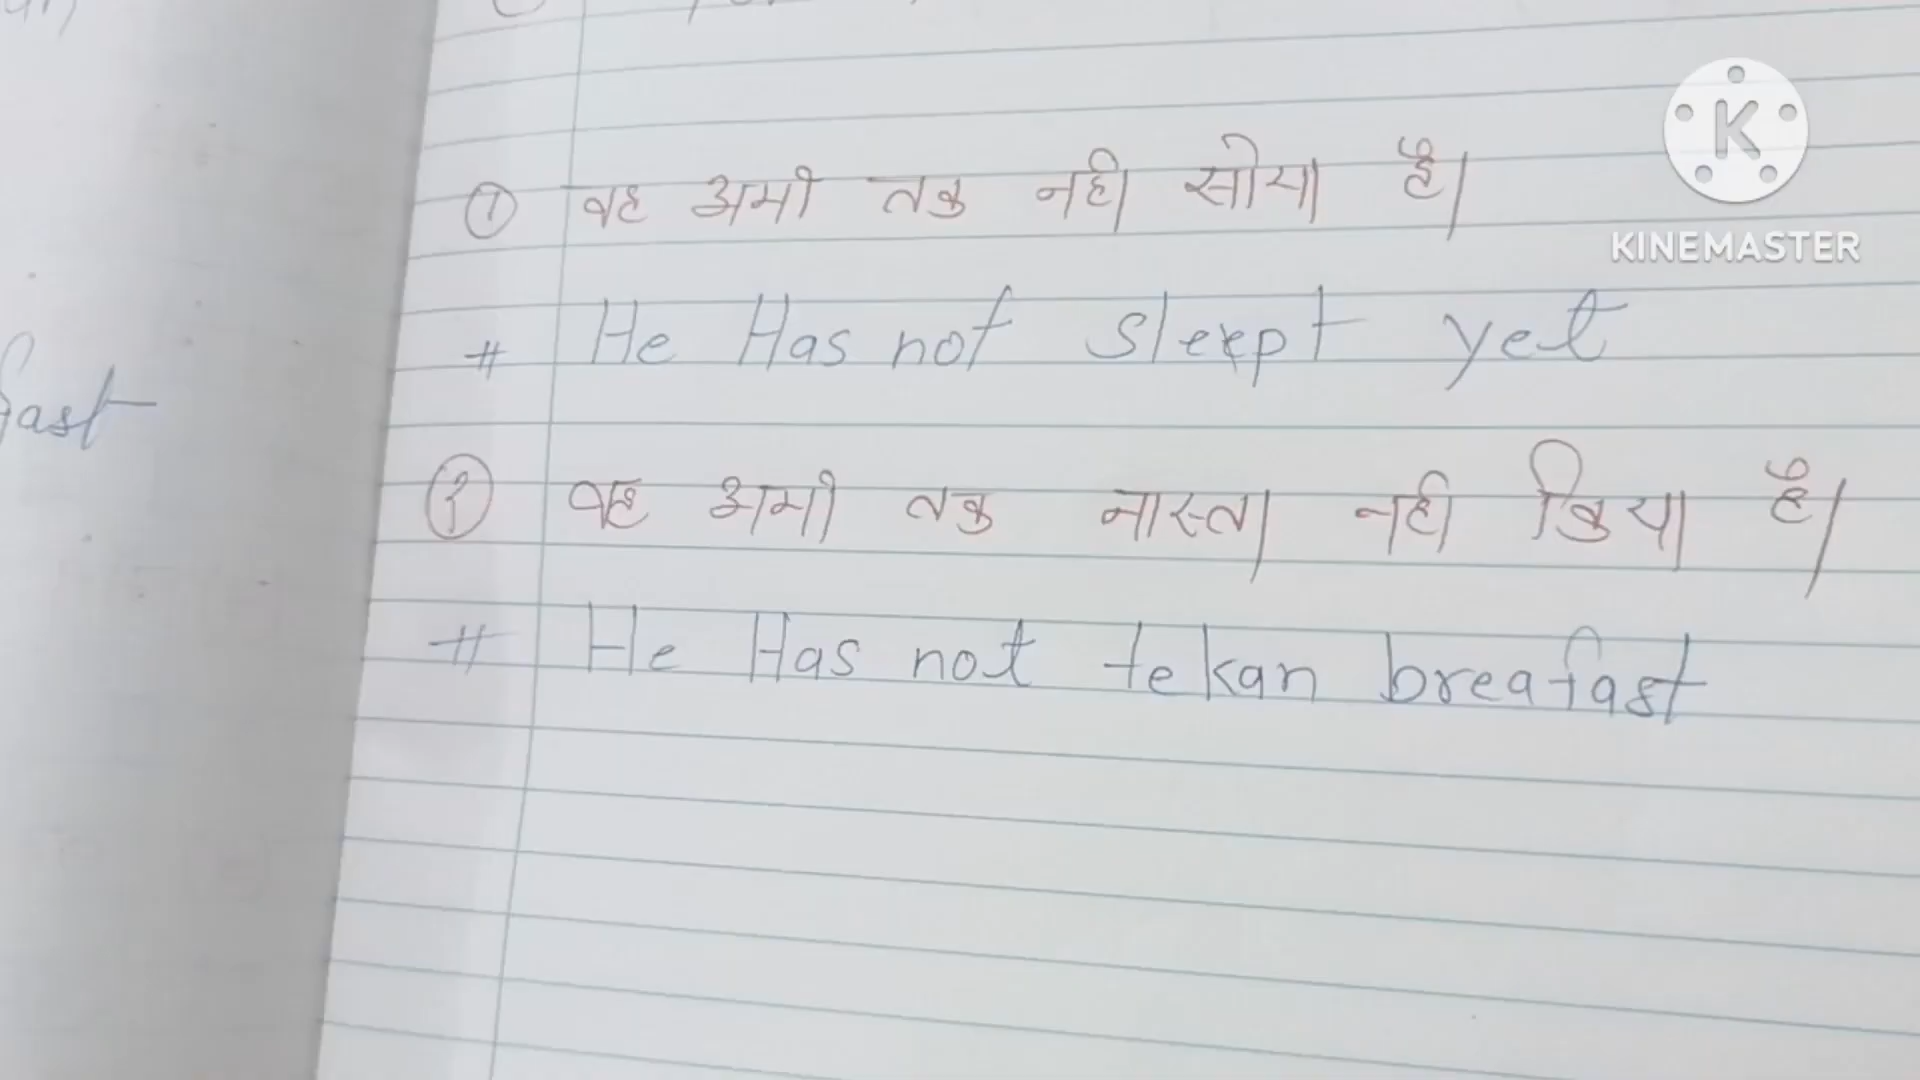 ① वह अभी तक नही सोया है।
# He Has not sleept yet
fast
② वह अभी तक नास्ता नही किया है।
# He Has not tekan breafast
K
KINEMASTER